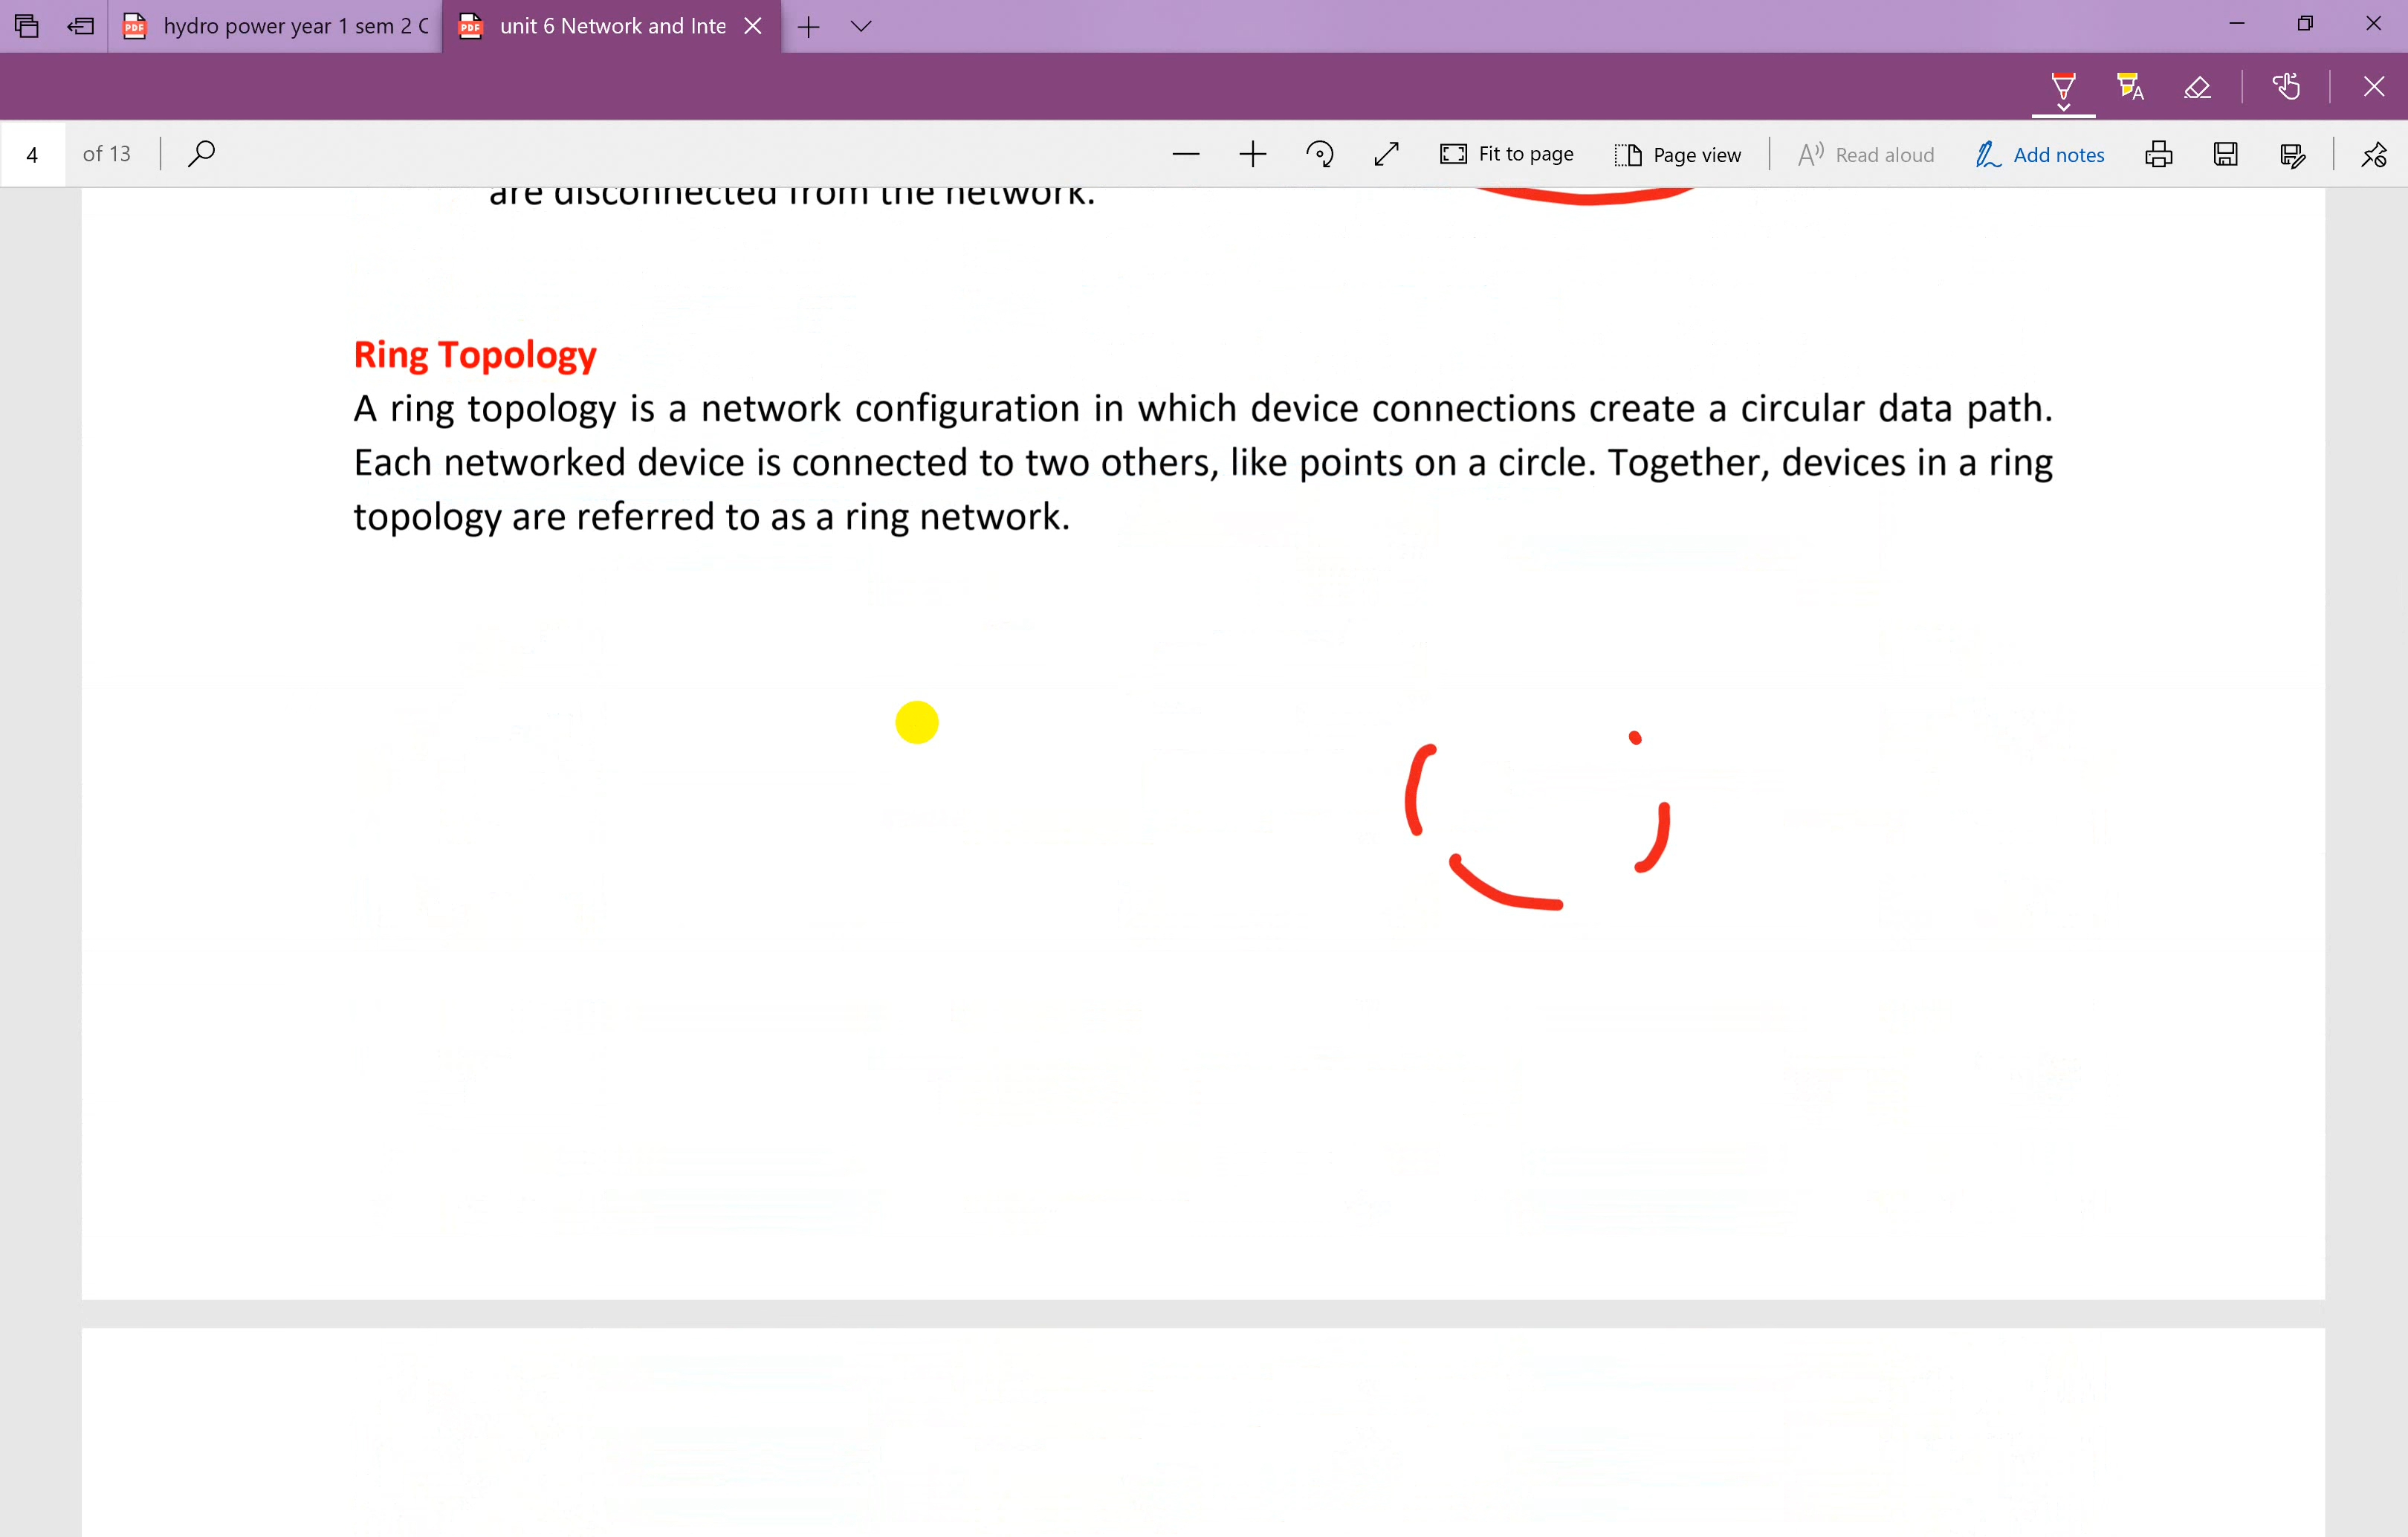 hydro power year 1 sem 2 C
unit 6 Network and Inte
4 of 13
Fit to page
Page view
Read aloud
Add notes
are disconnected from the network.
Ring Topology
A ring topology is a network configuration in which device connections create a circular data path.
Each networked device is connected to two others, like points on a circle. Together, devices in a ring
topology are referred to as a ring network.